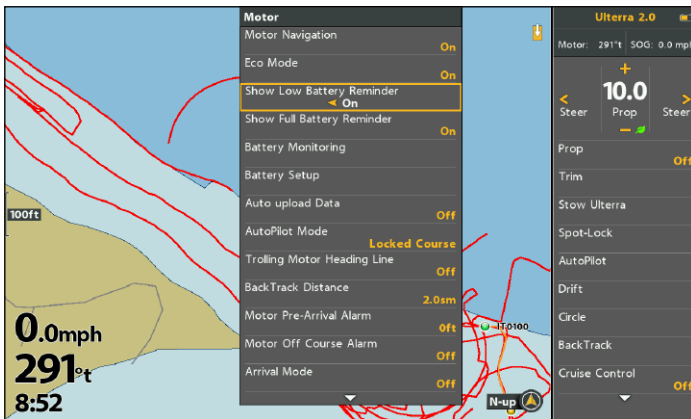 Motor
Motor Navigation
On
Eco Mode
On
Show Low Battery Reminder
On
Show Full Battery Reminder
On
Battery Monitoring
Battery Setup
Auto upload Data
Off
AutoPilot Mode
Locked Course
Trolling Motor Heading Line
Off
BackTrack Distance
2.0sm
Motor Pre-Arrival Alarm
0ft
Motor Off Course Alarm
Off
Arrival Mode
Off
100ft
0.0mph
291°t
8:52
IT0100
N-up
Ulterra 2.0
Motor: 291°t SOG: 0.0 mph
+
< 10.0 >
Steer Prop Steer
−
Prop
Off
Trim
Stow Ulterra
Spot-Lock
AutoPilot
Drift
Circle
BackTrack
Cruise Control
Off